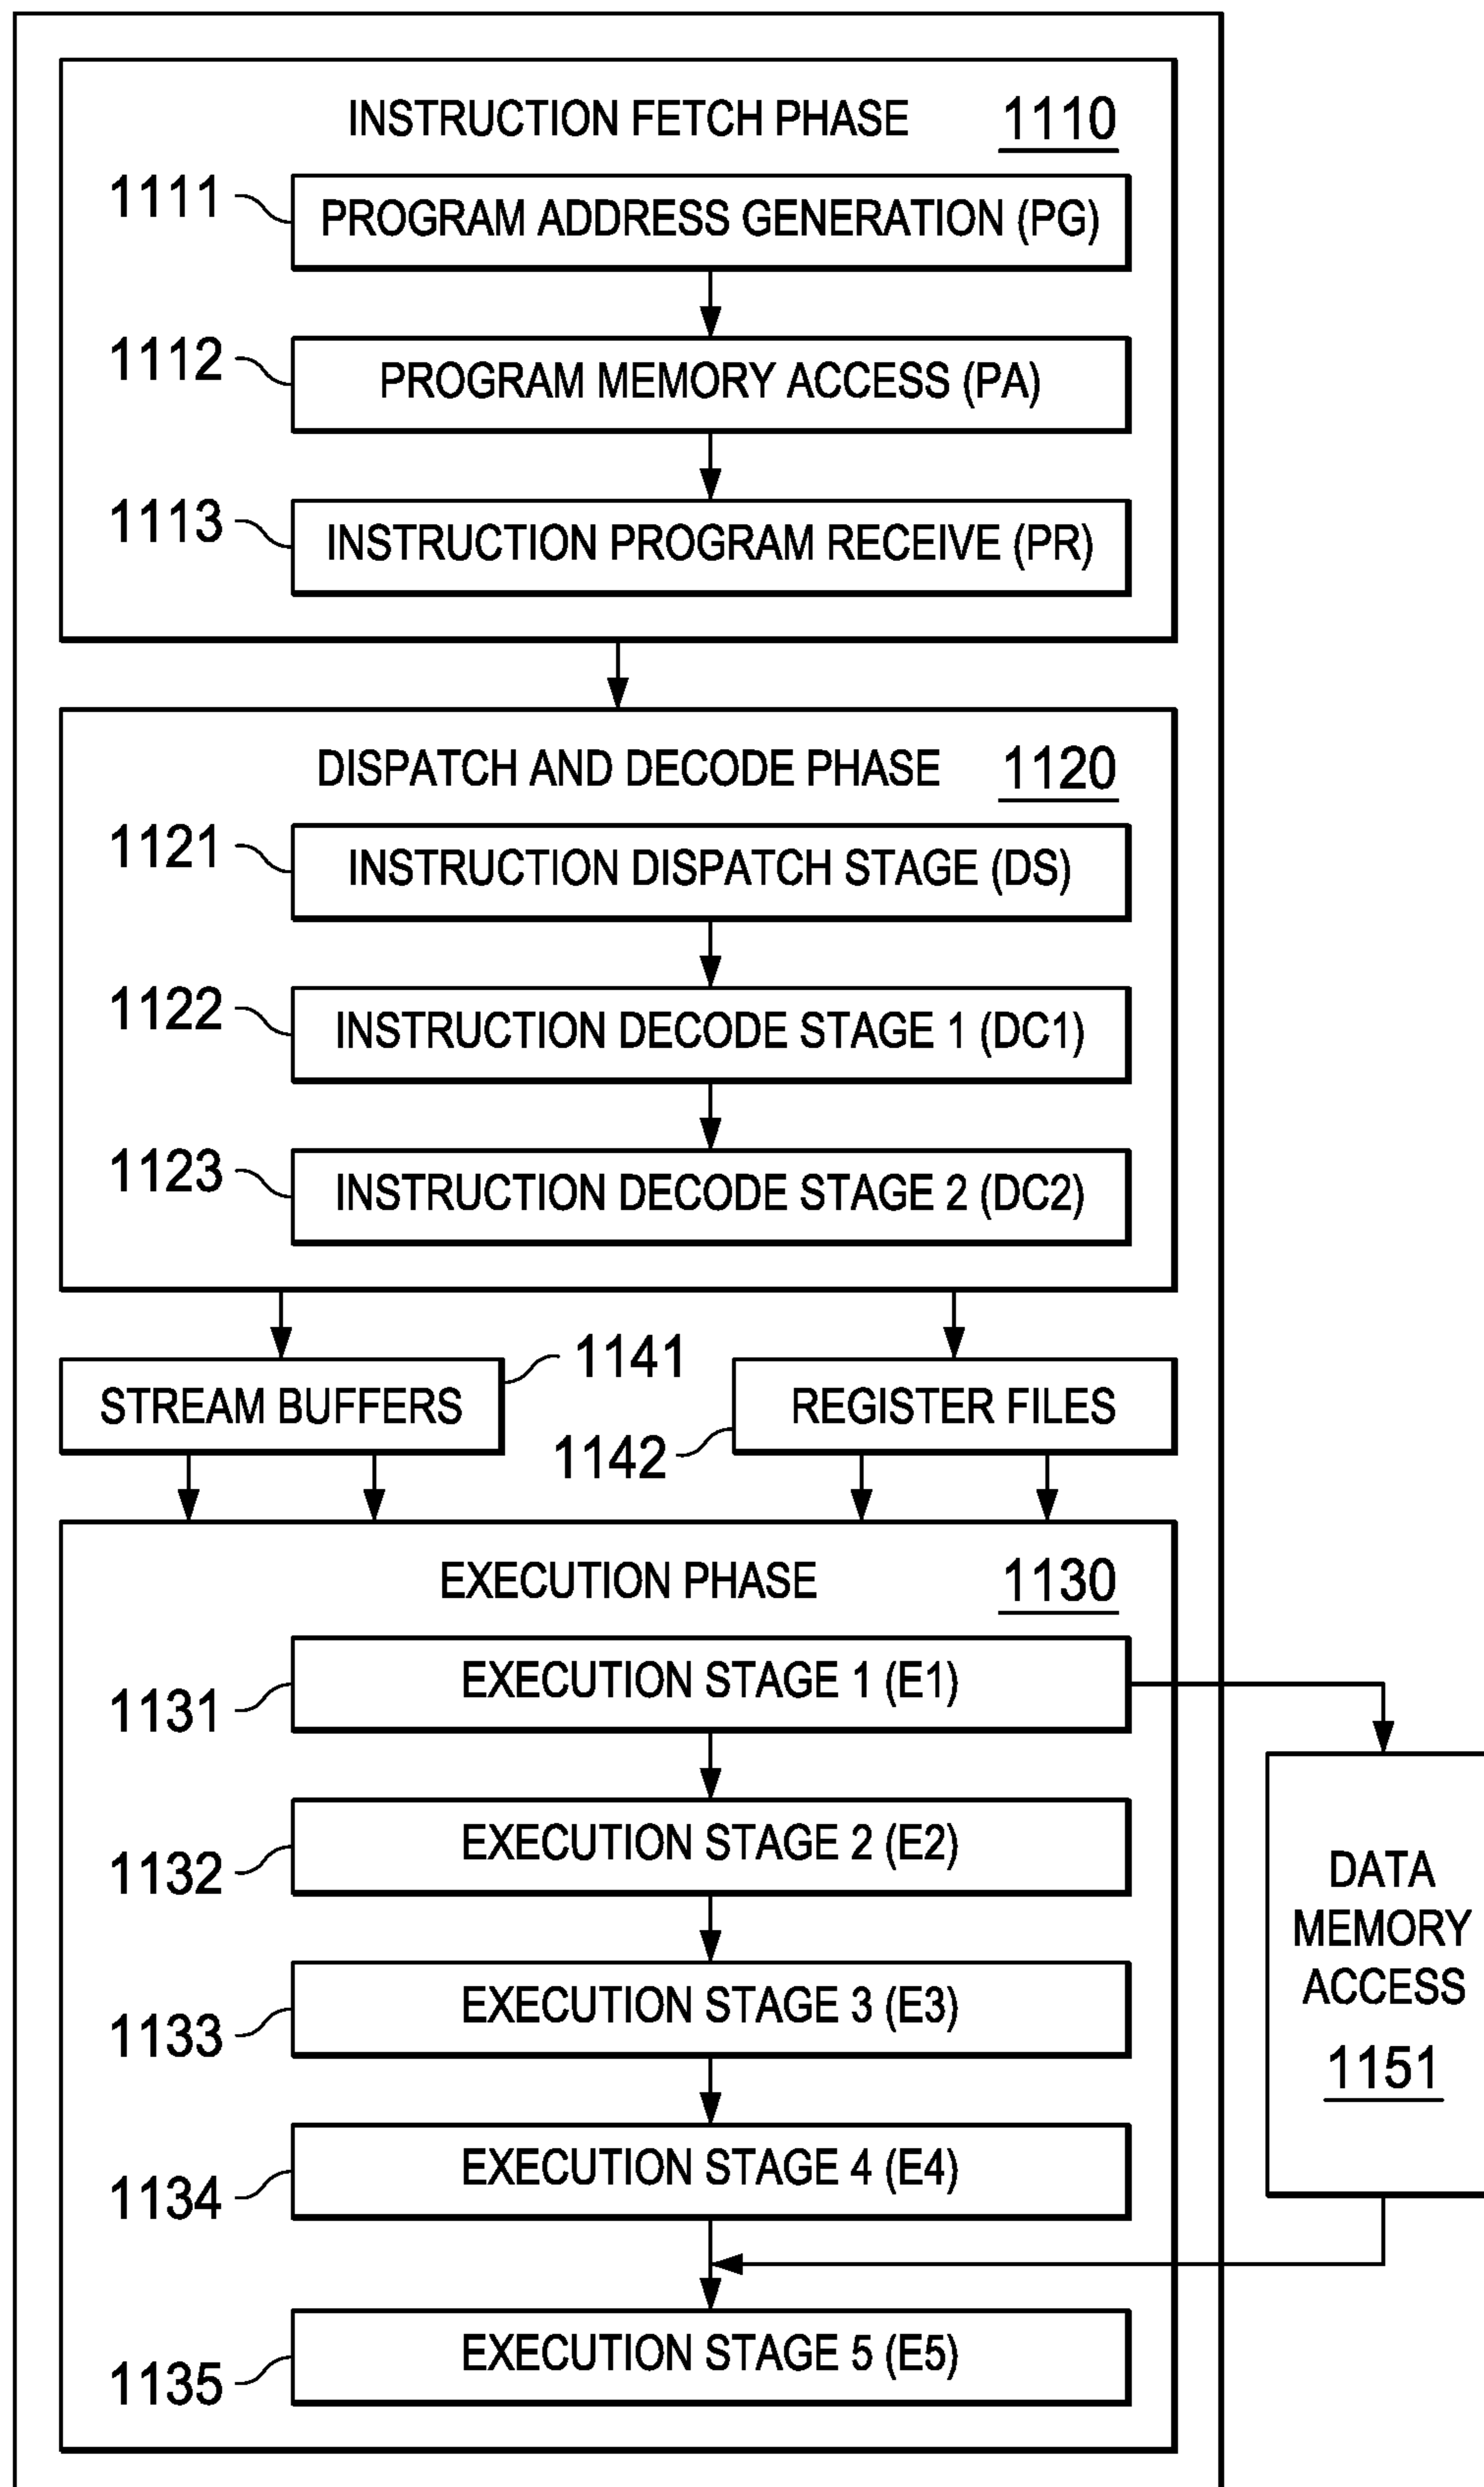 INSTRUCTION FETCH PHASE 1110
1111 PROGRAM ADDRESS GENERATION (PG)
1112 PROGRAM MEMORY ACCESS (PA)
1113 INSTRUCTION PROGRAM RECEIVE (PR)
DISPATCH AND DECODE PHASE 1120
1121 INSTRUCTION DISPATCH STAGE (DS)
1122 INSTRUCTION DECODE STAGE 1 (DC1)
1123 INSTRUCTION DECODE STAGE 2 (DC2)
STREAM BUFFERS 1141
1142 REGISTER FILES
EXECUTION PHASE 1130
1131 EXECUTION STAGE 1 (E1)
1132 EXECUTION STAGE 2 (E2)
1133 EXECUTION STAGE 3 (E3)
1134 EXECUTION STAGE 4 (E4)
1135 EXECUTION STAGE 5 (E5)
DATA
MEMORY
ACCESS
1151